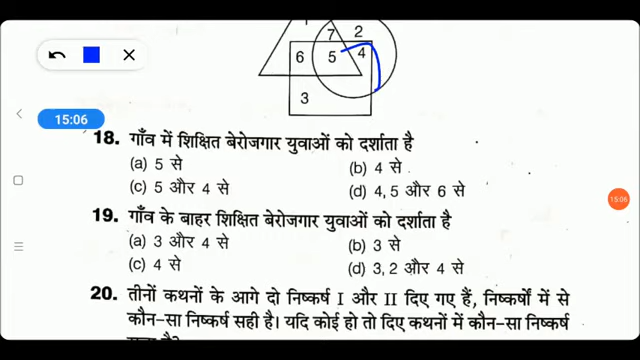 7 2
6 5 4
3
15:06
18. गाँव में शिक्षित बेरोजगार युवाओं को दर्शाता है
(a) 5 से (b) 4 से
(c) 5 और 4 से (d) 4, 5 और 6 से
15:06
19. गाँव के बाहर शिक्षित बेरोजगार युवाओं को दर्शाता है
(a) 3 और 4 से (b) 3 से
(c) 4 से (d) 3, 2 और 4 से
20. तीनों कथनों के आगे दो निष्कर्ष I और II दिए गए हैं, निष्कर्षों में से
कौन-सा निष्कर्ष सही है। यदि कोई हो तो दिए कथनों में कौन-सा निष्कर्ष